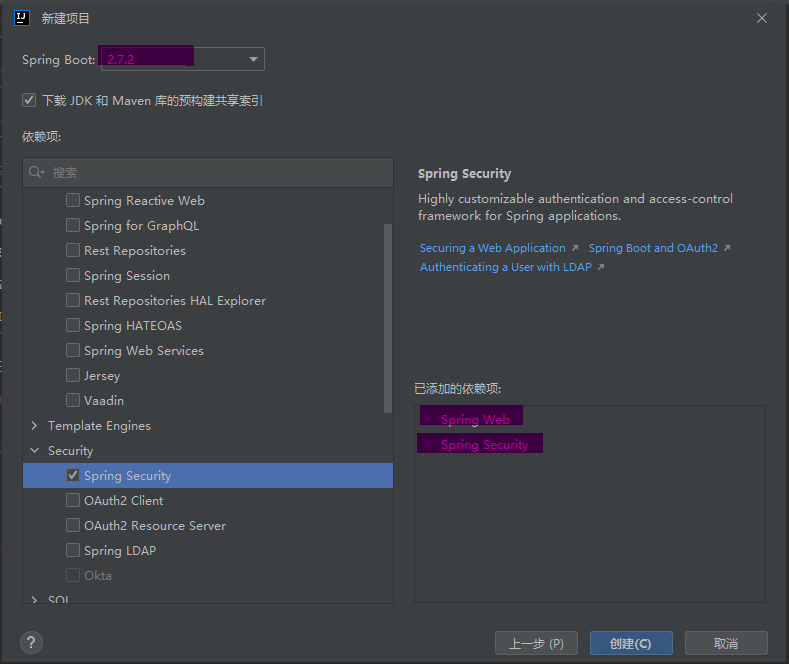 新建项目
Spring Boot: 2.7.2
下载 JDK 和 Maven 库的预构建共享索引
依赖项:
搜索
Spring Reactive Web
Spring for GraphQL
Rest Repositories
Spring Session
Rest Repositories HAL Explorer
Spring HATEOAS
Spring Web Services
Jersey
Vaadin
Template Engines
Security
Spring Security
OAuth2 Client
OAuth2 Resource Server
Spring LDAP
Okta
SQL
Spring Security
Highly customizable authentication and access-control
framework for Spring applications.
Securing a Web Application Spring Boot and OAuth2
Authenticating a User with LDAP
已添加的依赖项:
Spring Web
Spring Security
? 上一步 (P) 创建(C) 取消